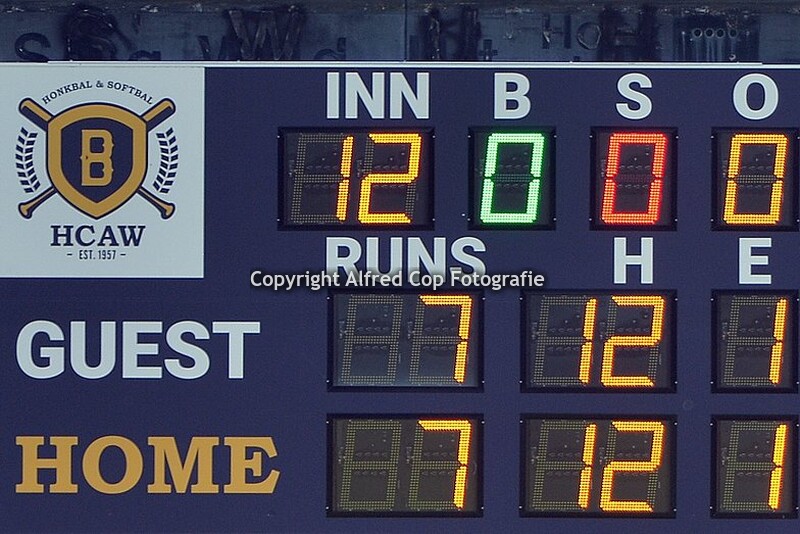 HONKBAL & SOFTBAL
B
HCAW
- EST. 1957 -
INN B S O
12 0 0 0
RUNS H E
Copyright Alfred Cop Fotografie
GUEST 7 12 1
HOME 7 12 1